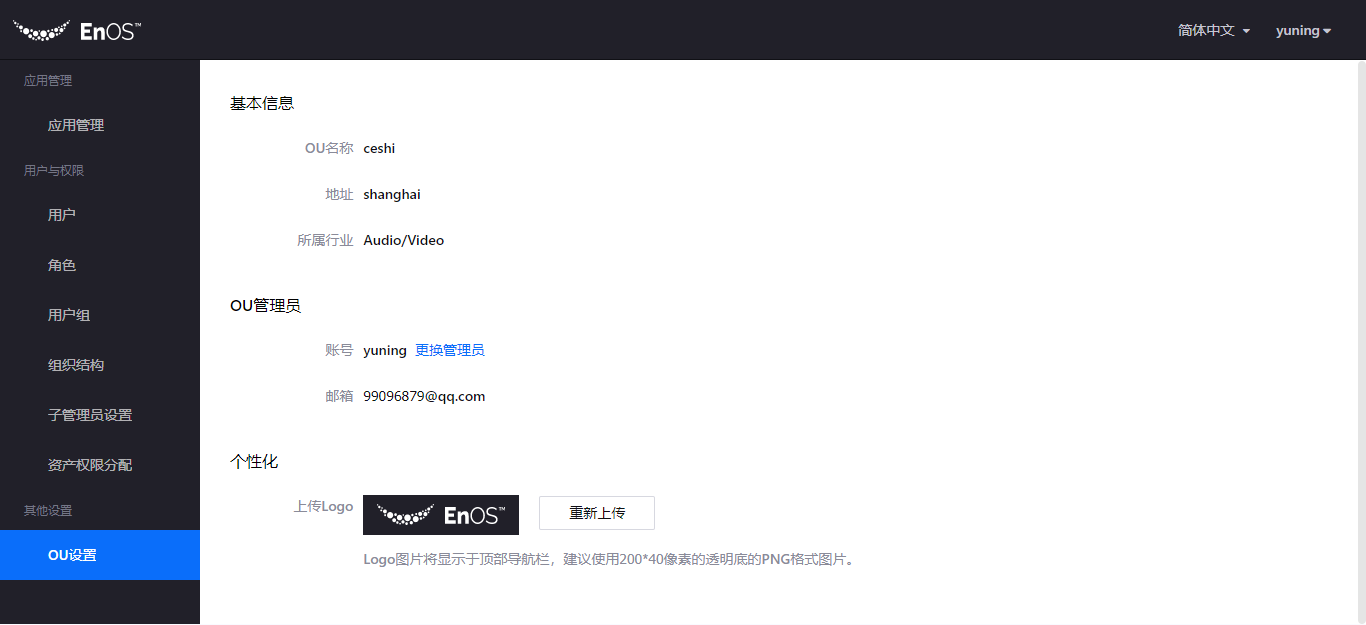 EnOS™
简体中文
yuning
应用管理
应用管理
用户与权限
用户
角色
用户组
组织结构
子管理员设置
资产权限分配
其他设置
OU设置
基本信息
OU名称 ceshi
地址 shanghai
所属行业 Audio/Video
OU管理员
账号 yuning 更换管理员
邮箱 99096879@qq.com
个性化
上传Logo EnOS™ 重新上传
Logo图片将显示于顶部导航栏，建议使用200*40像素的透明底的PNG格式图片。